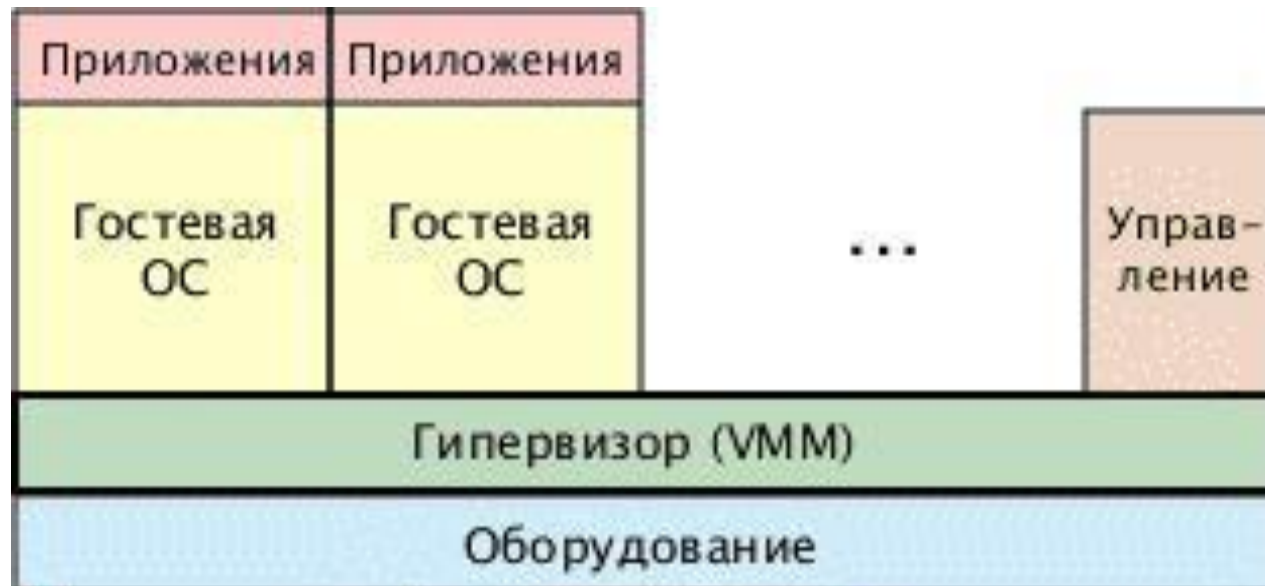 Приложения
Приложения
Гостевая
ОС
Гостевая
ОС
...
Управ-
ление
Гипервизор (VMM)
Оборудование